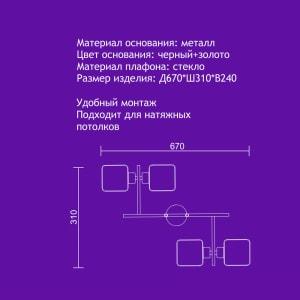 Материал основания: металл
Цвет основания: черный+золото
Материал плафона: стекло
Размер изделия: Д670*Ш310*В240
Удобный монтаж
Подходит для натяжных
потолков
670
310